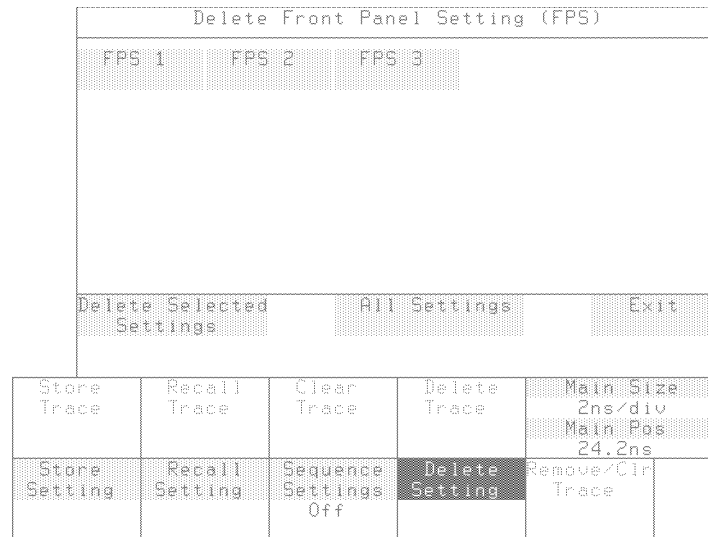 Delete Front Panel Setting (FPS)
FPS 1 FPS 2 FPS 3
Delete Selected Settings
All Settings
Exit
Store Trace
Recall Trace
Clear Trace
Delete Trace
Main Size
2ns/div
Main Pos
24.2ns
Store Setting
Recall Setting
Sequence Settings
Off
Delete Setting
Remove/Clr Trace